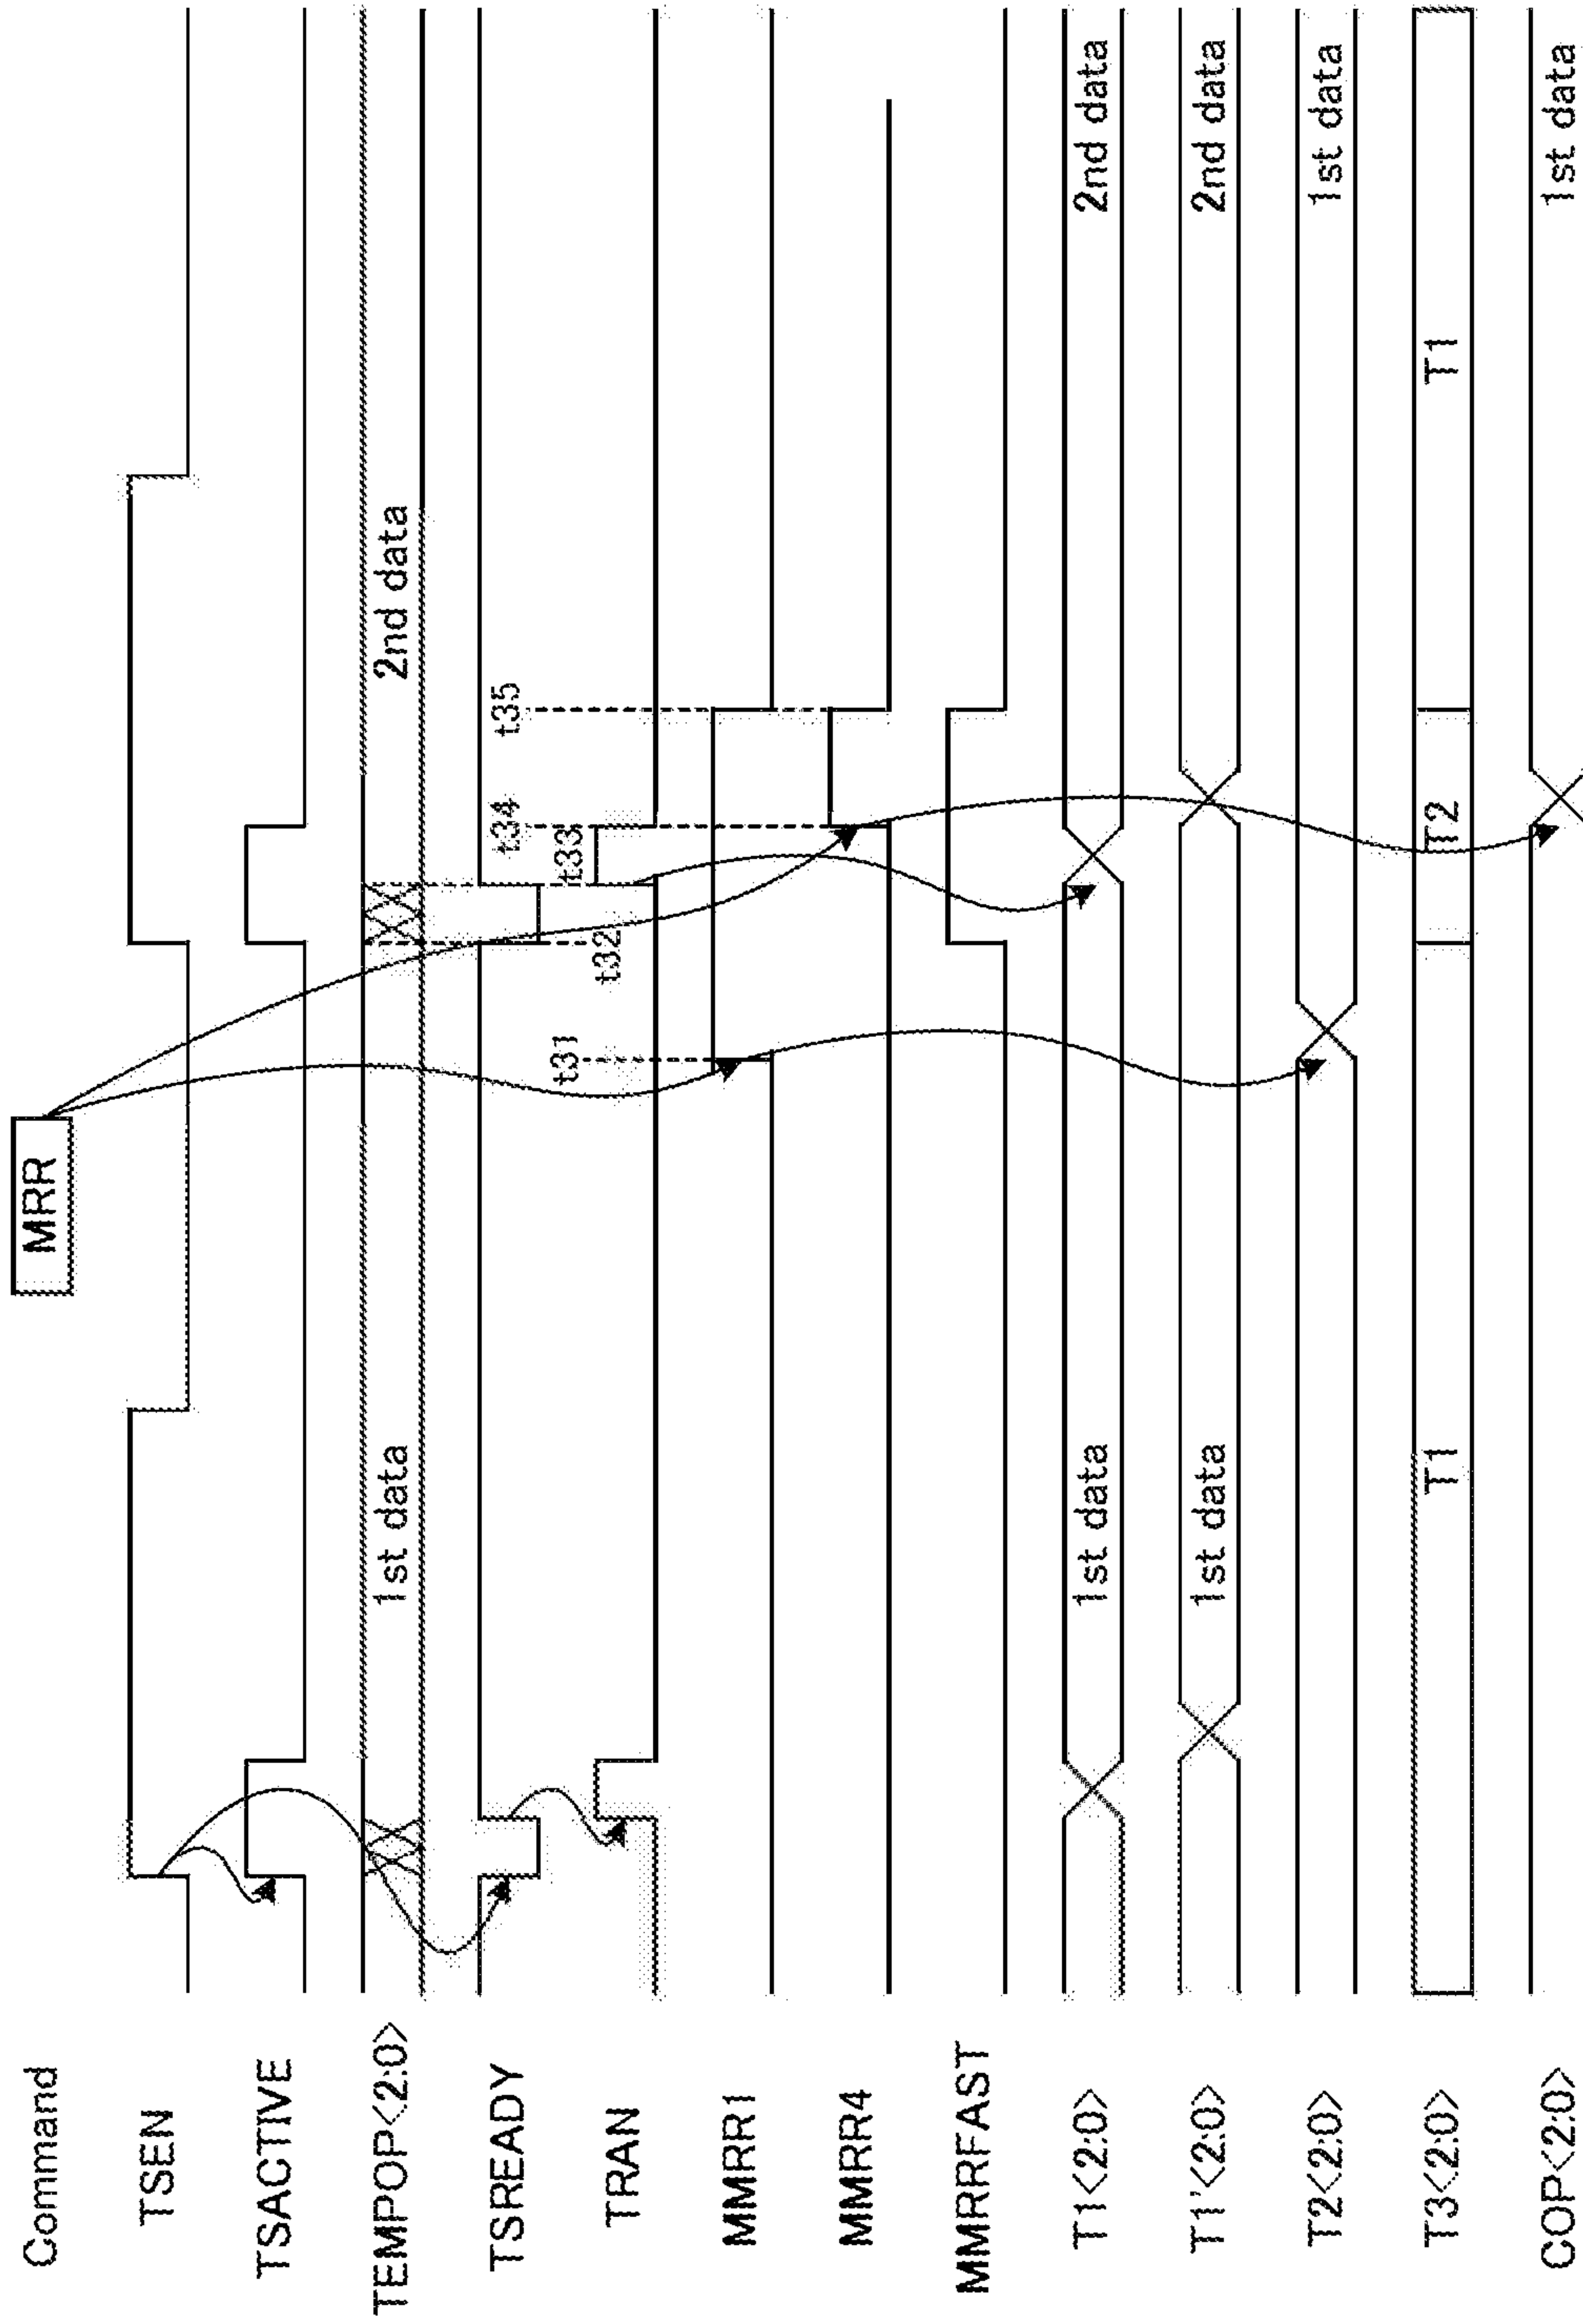 Command
MRR
TSEN
TSACTIVE
TEMPOP<2:0>
1st data
2nd data
TSREADY
t34
t35
TRAN
t31
t32
t33
MMRR1
MMRR4
MMRRFAST
T1<2:0>
1st data
2nd data
T1'<2:0>
1st data
2nd data
T2<2:0>
1st data
T3<2:0>
T1
T2
T1
COP<2:0>
1st data